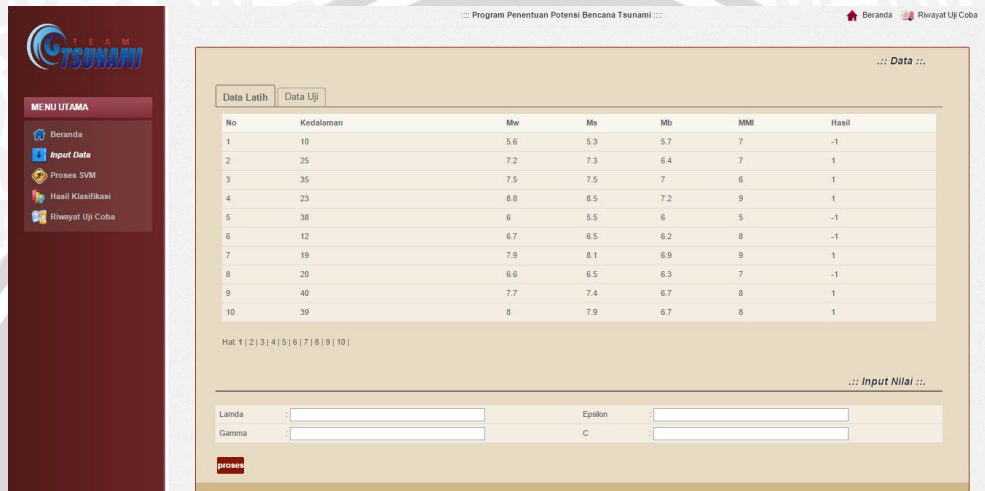 :::: Program Penentuan Potensi Bencana Tsunami ::::
Beranda Riwayat Uji Coba
TEAM
TSUNAMI
MENU UTAMA
Beranda
Input Data
Proses SVM
Hasil Klasifikasi
Riwayat Uji Coba
.:: Data ::.
Data Latih Data Uji
No Kedalaman Mw Ms Mb MMI Hasil
1 10 5.6 5.3 5.7 7 -1
2 25 7.2 7.3 6.4 7 1
3 35 7.5 7.5 7 6 1
4 23 8.8 8.5 7.2 9 1
5 38 6 5.5 6 5 -1
6 12 6.7 6.5 6.2 8 -1
7 19 7.9 8.1 6.9 9 1
8 20 6.6 6.5 6.3 7 -1
9 40 7.7 7.4 6.7 8 1
10 39 8 7.9 6.7 8 1
Hal: 1 | 2 | 3 | 4 | 5 | 6 | 7 | 8 | 9 | 10 |
.:: Input Nilai ::.
Lamda : Epsilon :
Gamma : C :
proses